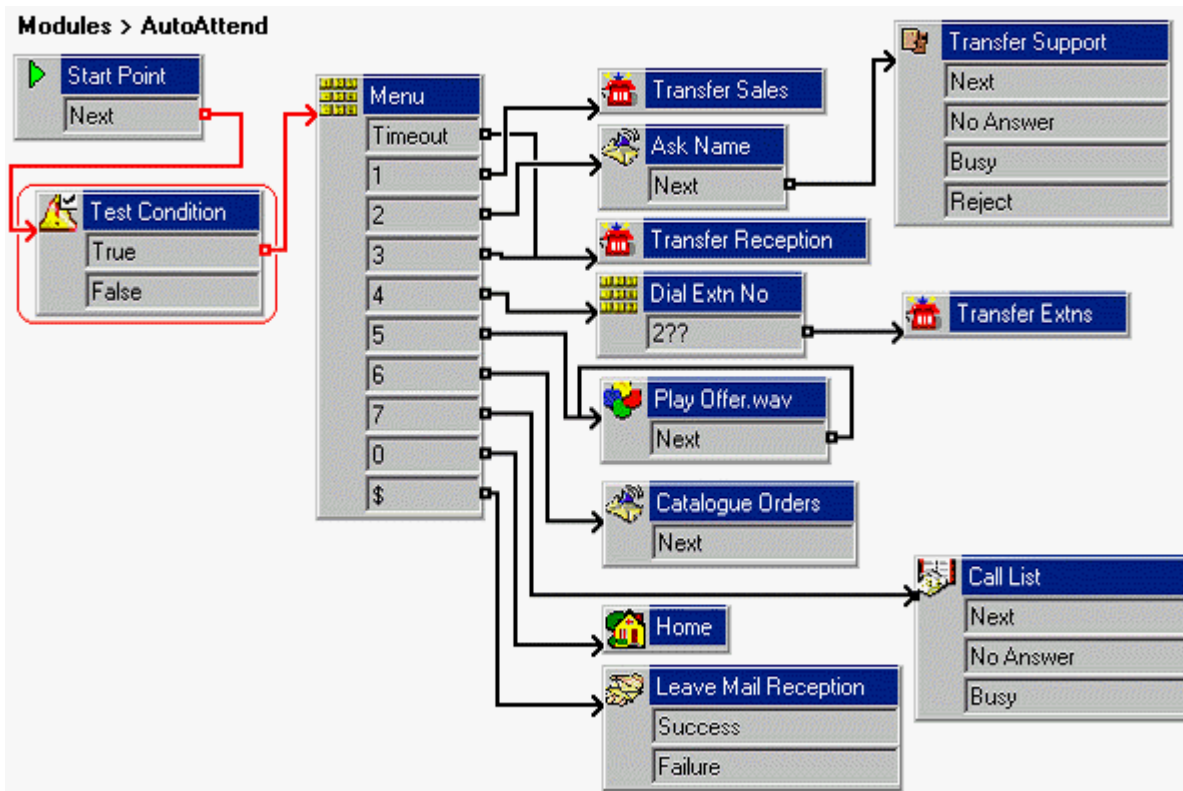 Modules > AutoAttend
Start Point
Next
Test Condition
True
False
Menu
Timeout
1
2
3
4
5
6
7
0
$
Transfer Sales
Ask Name
Next
Transfer Reception
Dial Extn No
2??
Play Offer.wav
Next
Catalogue Orders
Next
Home
Leave Mail Reception
Success
Failure
Transfer Support
Next
No Answer
Busy
Reject
Transfer Extns
Call List
Next
No Answer
Busy